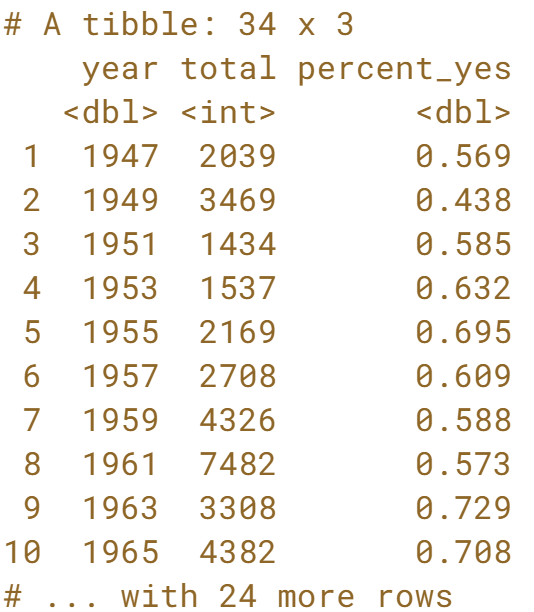 # A tibble: 34 x 3
    year total percent_yes
   <dbl> <int>       <dbl>
 1  1947  2039       0.569
 2  1949  3469       0.438
 3  1951  1434       0.585
 4  1953  1537       0.632
 5  1955  2169       0.695
 6  1957  2708       0.609
 7  1959  4326       0.588
 8  1961  7482       0.573
 9  1963  3308       0.729
10  1965  4382       0.708
# ... with 24 more rows